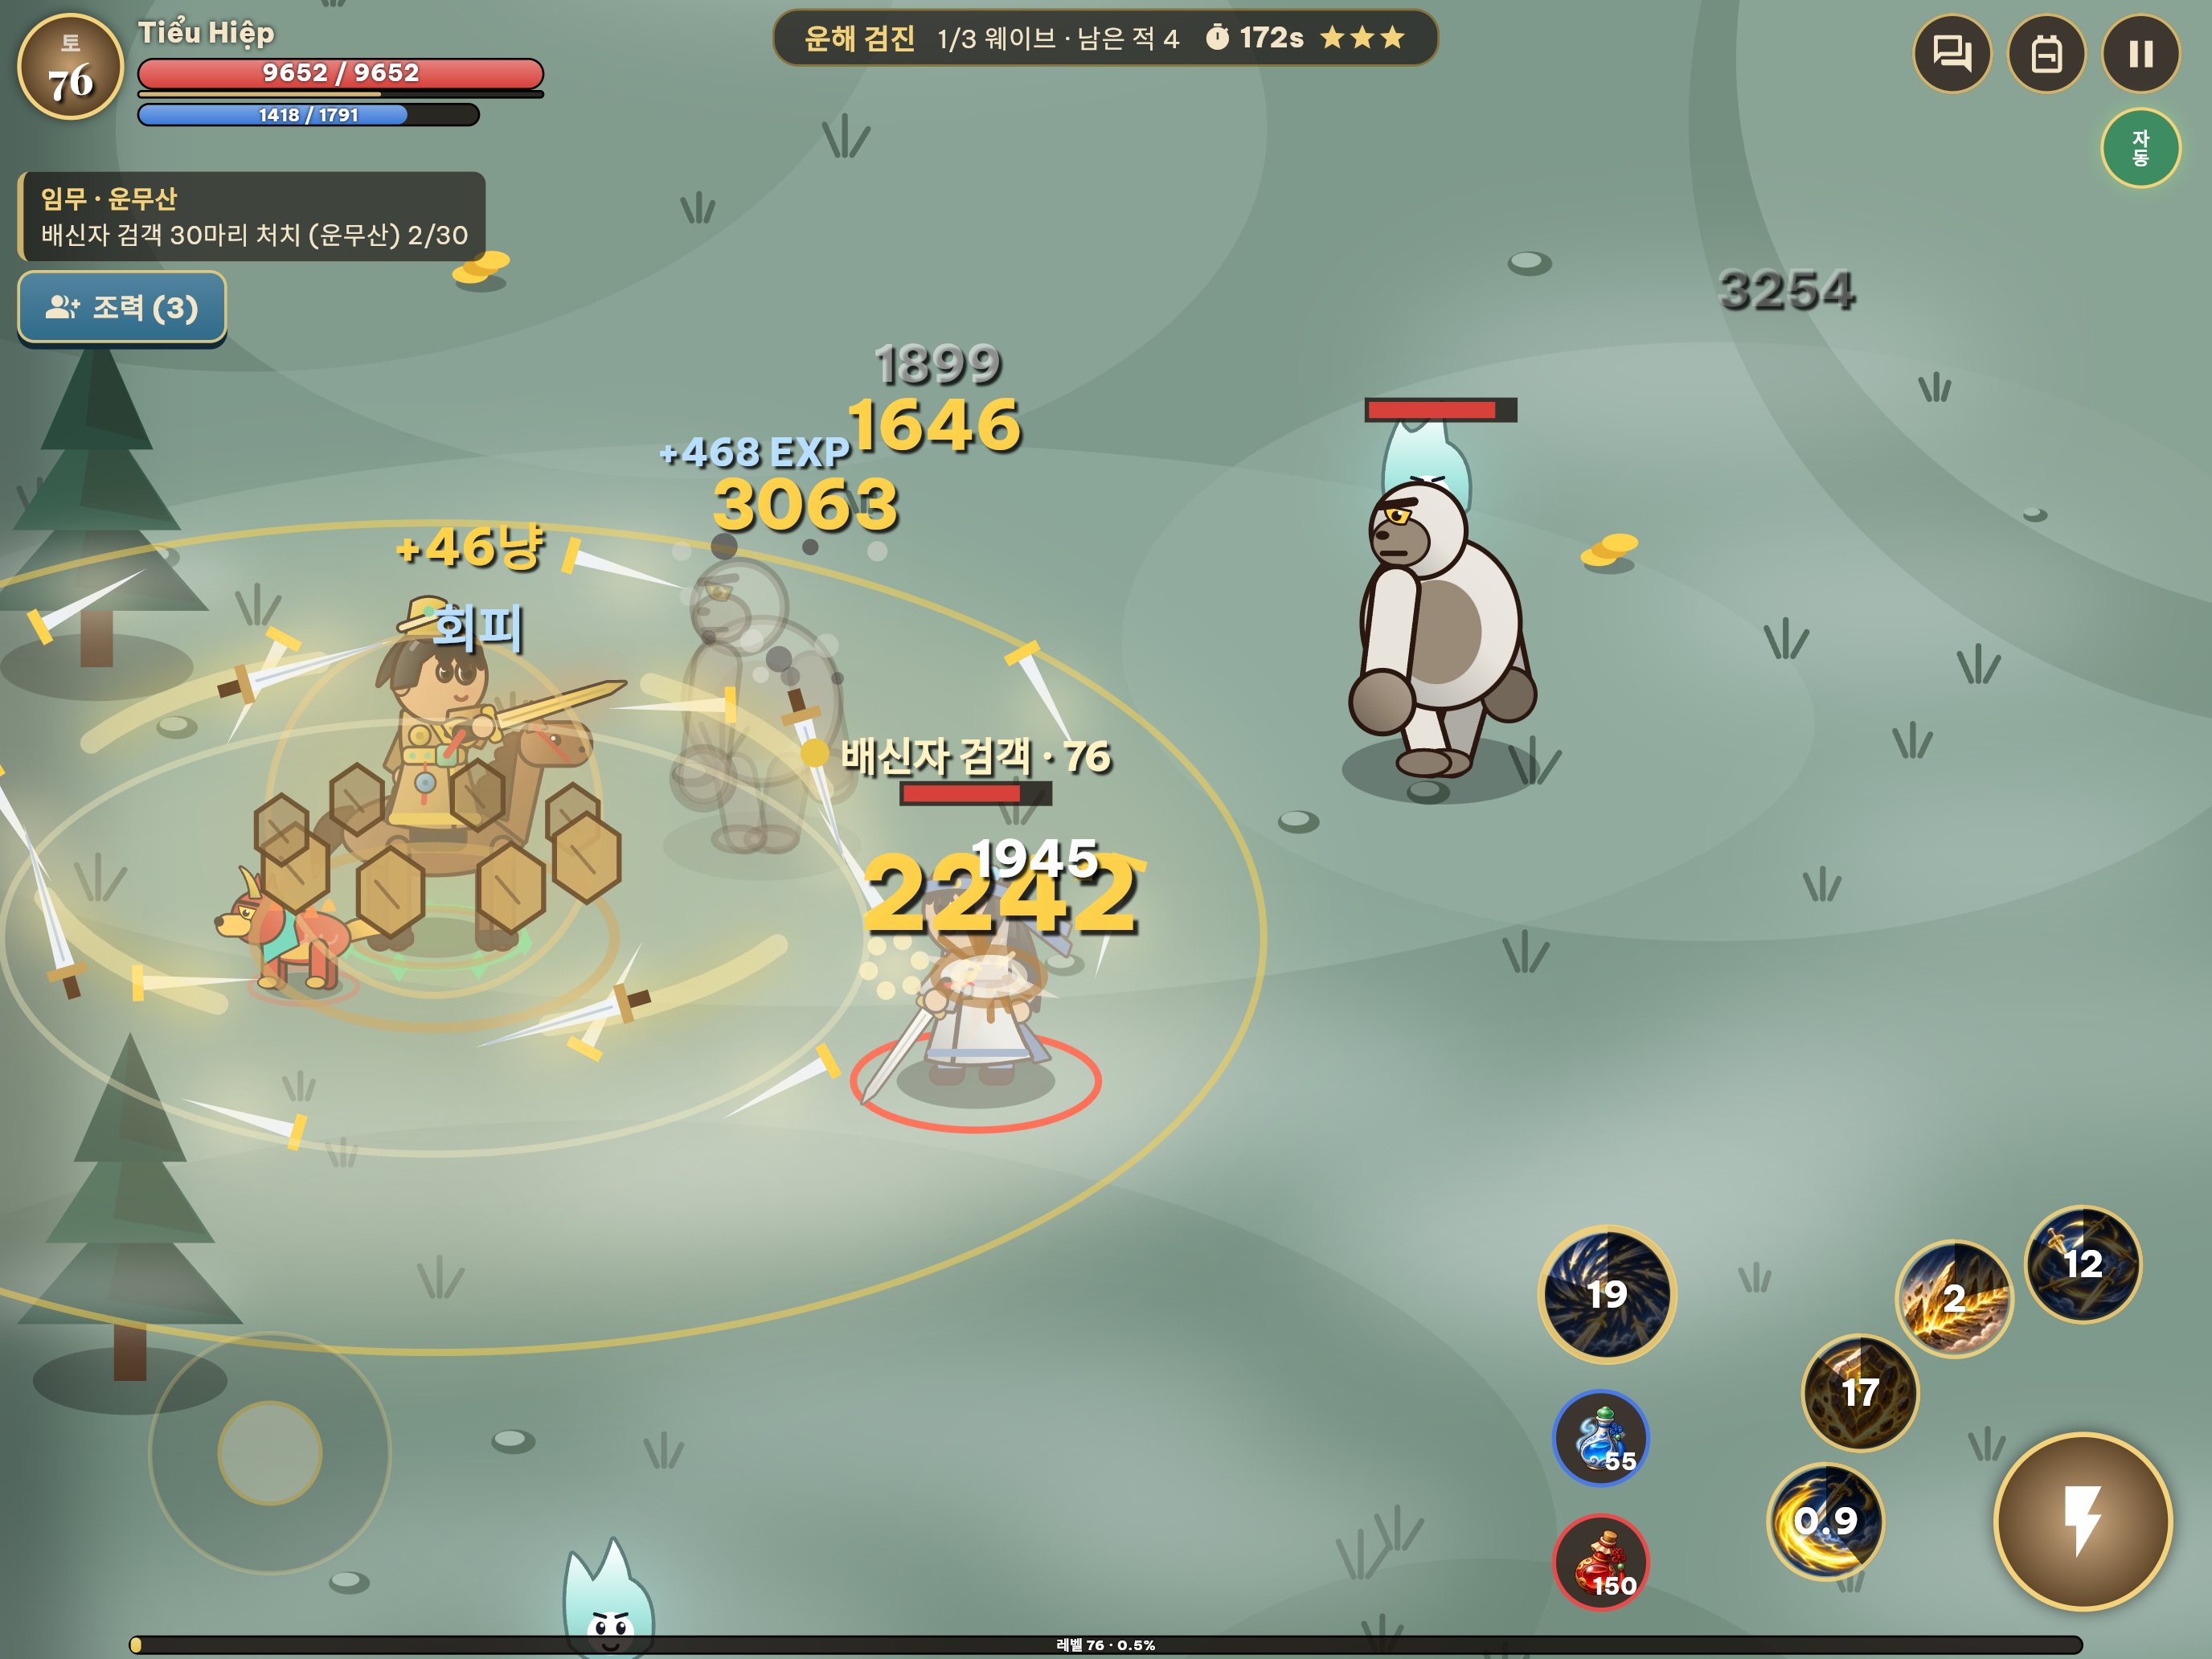 토
76
Tiểu Hiệp
9652 / 9652
1418 / 1791
운해 검진 1/3 웨이브 · 남은 적 4 172s
자동
임무 · 운무산
배신자 검객 30마리 처치 (운무산) 2/30
조력 (3)
3254
1899
1646
+468 EXP
3063
+46냥
회피
배신자 검객 · 76
1945
2242
19
2
12
17
55
0.9
150
레벨 76 · 0.5%